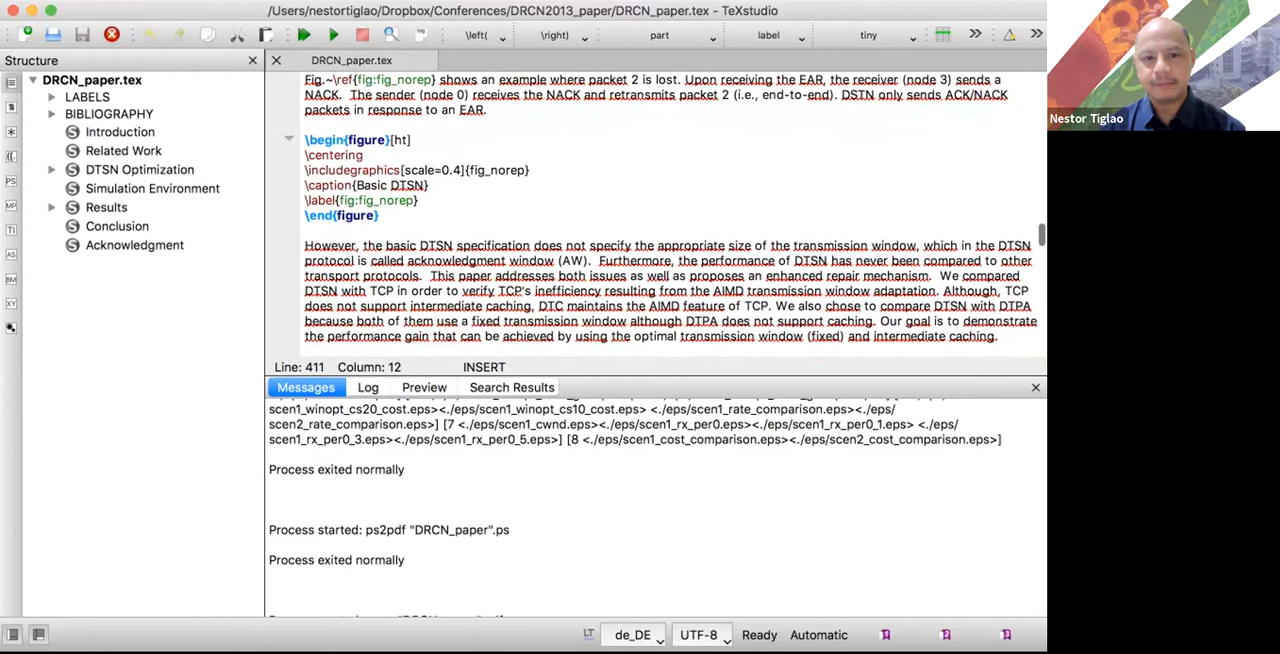 /Users/nestortiglao/Dropbox/Conferences/DRCN2013_paper/DRCN_paper.tex - TeXstudio
\left( \right) part label tiny
Structure
DRCN_paper.tex
DRCN_paper.tex
LABELS
BIBLIOGRAPHY
Introduction
Related Work
DTSN Optimization
Simulation Environment
Results
Conclusion
Acknowledgment
Fig.~\ref{fig:fig_norep} shows an example where packet 2 is lost. Upon receiving the EAR, the receiver (node 3) sends a
NACK. The sender (node 0) receives the NACK and retransmits packet 2 (i.e., end-to-end). DSTN only sends ACK/NACK
packets in response to an EAR.
\begin{figure}[ht]
\centering
\includegraphics[scale=0.4]{fig_norep}
\caption{Basic DTSN}
\label{fig:fig_norep}
\end{figure}
However, the basic DTSN specification does not specify the appropriate size of the transmission window, which in the DTSN
protocol is called acknowledgment window (AW). Furthermore, the performance of DTSN has never been compared to other
transport protocols. This paper addresses both issues as well as proposes an enhanced repair mechanism. We compared
DTSN with TCP in order to verify TCP's inefficiency resulting from the AIMD transmission window adaptation. Although, TCP
does not support intermediate caching, DTC maintains the AIMD feature of TCP. We also chose to compare DTSN with DTPA
because both of them use a fixed transmission window although DTPA does not support caching. Our goal is to demonstrate
the performance gain that can be achieved by using the optimal transmission window (fixed) and intermediate caching.
Line: 411 Column: 12 INSERT
Messages Log Preview Search Results
scen1_winopt_cs20_cost.eps><./eps/scen1_winopt_cs10_cost.eps> <./eps/scen1_rate_comparison.eps><./eps/
scen2_rate_comparison.eps>] [7 <./eps/scen1_cwnd.eps><./eps/scen1_rx_per0.eps><./eps/scen1_rx_per0_1.eps> <./eps/
scen1_rx_per0_3.eps><./eps/scen1_rx_per0_5.eps>] [8 <./eps/scen1_cost_comparison.eps><./eps/scen2_cost_comparison.eps>]
Process exited normally
Process started: ps2pdf "DRCN_paper".ps
Process exited normally
LT de_DE UTF-8 Ready Automatic
Nestor Tiglao